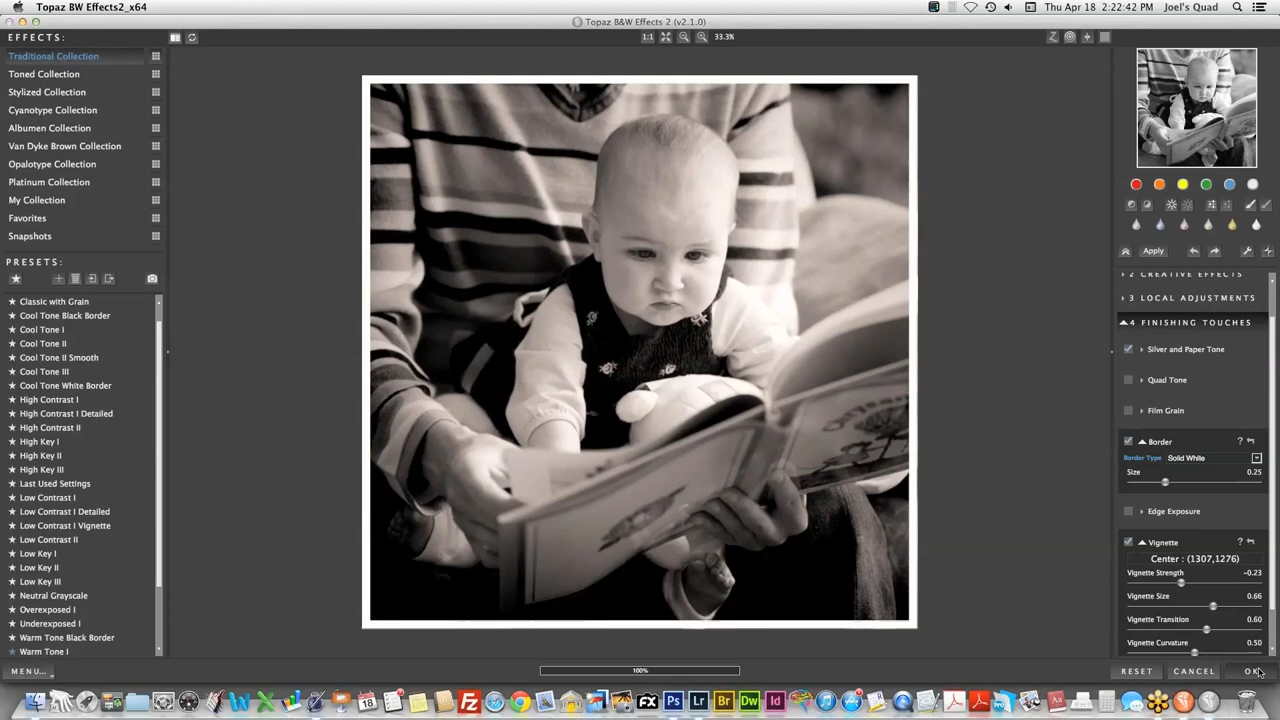 Topaz BW Effects2_x64
Thu Apr 18 2:22:42 PM
Joel's Quad
Topaz B&W Effects 2 (v2.1.0)
EFFECTS:
1:1
33.3%
Traditional Collection
Toned Collection
Stylized Collection
Cyanotype Collection
Albumen Collection
Van Dyke Brown Collection
Opalotype Collection
Platinum Collection
My Collection
Favorites
Snapshots
PRESETS:
Classic with Grain
Cool Tone Black Border
Cool Tone I
Cool Tone II
Cool Tone II Smooth
Cool Tone III
Cool Tone White Border
High Contrast I
High Contrast I Detailed
High Contrast II
High Key I
High Key II
High Key III
Last Used Settings
Low Contrast I
Low Contrast I Detailed
Low Contrast I Vignette
Low Contrast II
Low Key I
Low Key II
Low Key III
Neutral Grayscale
Overexposed I
Underexposed I
Warm Tone Black Border
Warm Tone I
MENU...
100%
Apply
2 CREATIVE EFFECTS
3 LOCAL ADJUSTMENTS
4 FINISHING TOUCHES
Silver and Paper Tone
Quad Tone
Film Grain
Border ?
Border Type Solid White
Size 0.25
Edge Exposure
Vignette ?
Center : (1307,1276)
Vignette Strength -0.23
Vignette Size 0.66
Vignette Transition 0.60
Vignette Curvature 0.50
RESET
CANCEL
OK
W
X
18
FX
Ps
Lr
Br
Dw
Id